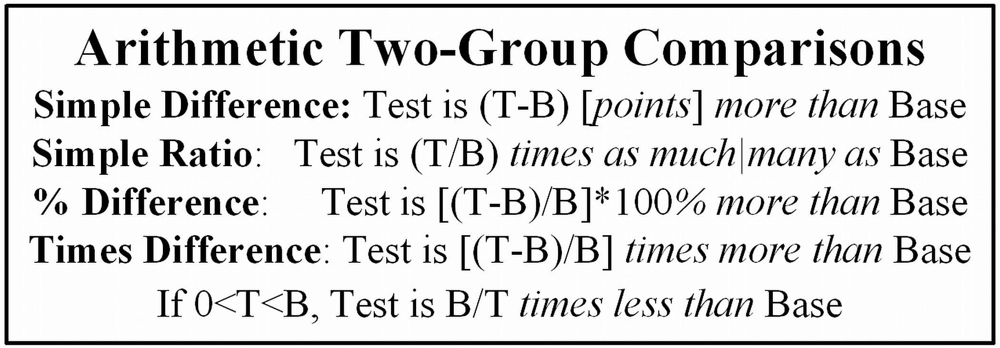 Arithmetic Two-Group Comparisons
Simple Difference: Test is (T-B) [points] more than Base
Simple Ratio: Test is (T/B) times as much|many as Base
% Difference: Test is [(T-B)/B]*100% more than Base
Times Difference: Test is [(T-B)/B] times more than Base
If 0<T<B, Test is B/T times less than Base